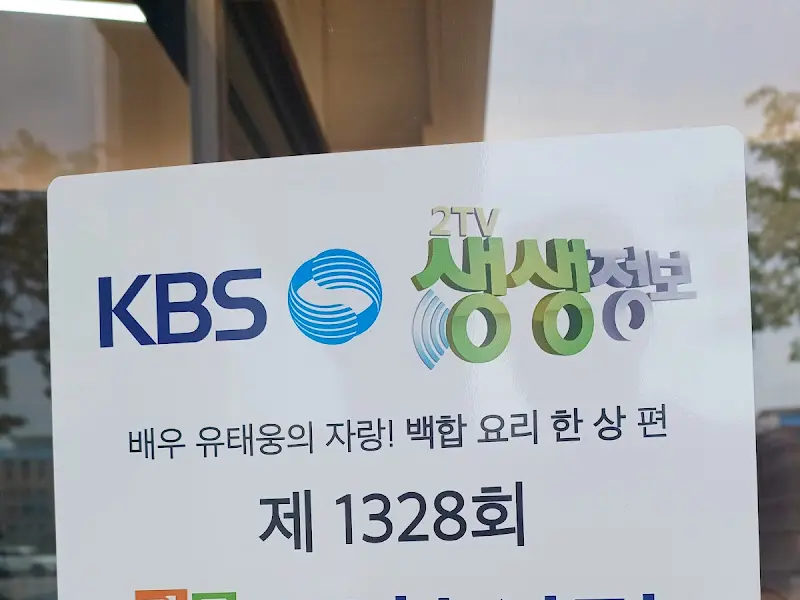 KBS 2TV 생생정보
배우 유태웅의 자랑! 백합 요리 한 상 편
제 1328회